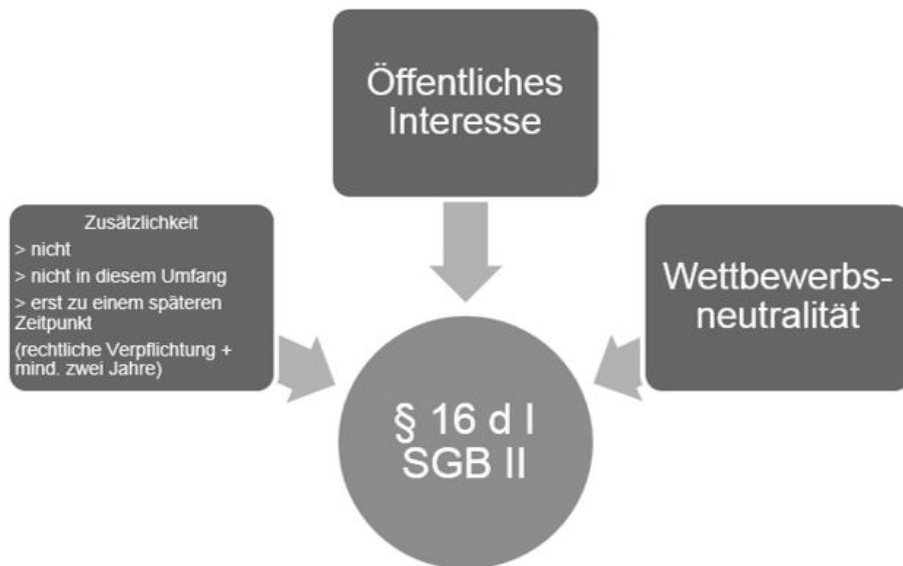 Öffentliches
Interesse
Zusätzlichkeit
> nicht
> nicht in diesem Umfang
> erst zu einem späteren
Zeitpunkt
(rechtliche Verpflichtung +
mind. zwei Jahre)
Wettbewerbs-
neutralität
§ 16 d I
SGB II